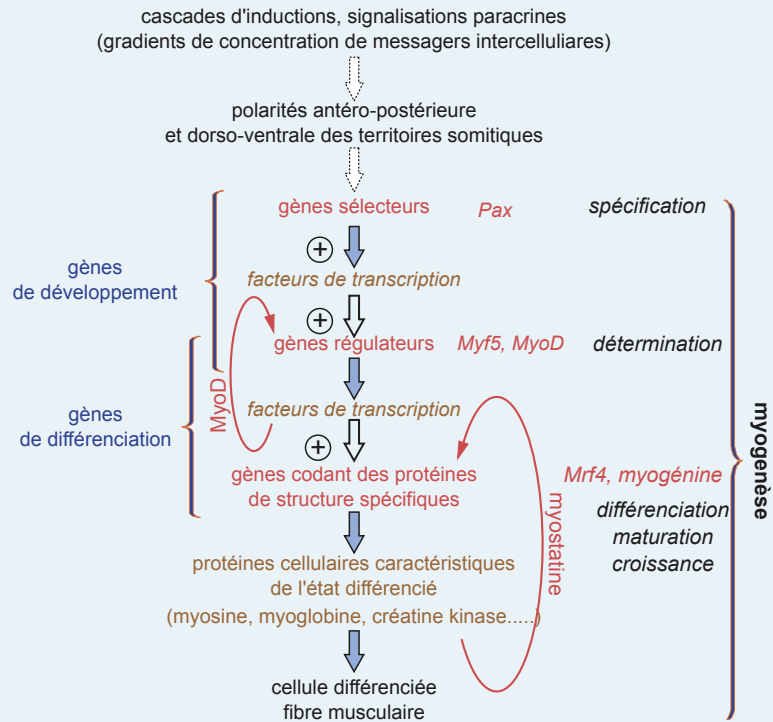 cascades d'inductions, signalisations paracrines
(gradients de concentration de messagers intercelluliares)
polarités antéro-postérieure
et dorso-ventrale des territoires somitiques
gènes sélecteurs Pax spécification
+
gènes
de développement
facteurs de transcription
+
gènes régulateurs Myf5, MyoD détermination
MyoD
gènes
de différenciation
facteurs de transcription
+
gènes codant des protéines
de structure spécifiques
Mrf4, myogénine
différenciation
maturation
croissance
myostatine
myogenèse
protéines cellulaires caractéristiques
de l'état différencié
(myosine, myoglobine, créatine kinase.....)
cellule différenciée
fibre musculaire